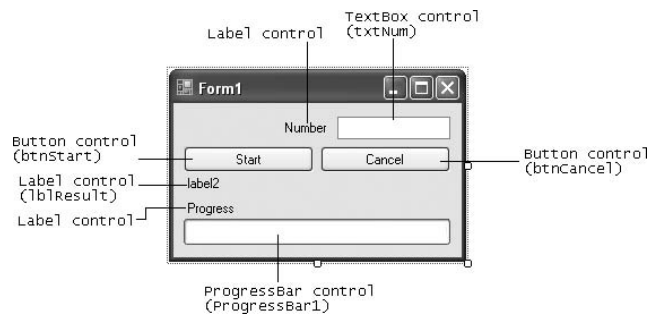 TextBox control
(txtNum)
Label control
Form1
Number
Button control
(btnStart)
Start
Cancel
Button control
(btnCancel)
Label control
(lblResult)
label2
Label control
Progress
ProgressBar control
(ProgressBar1)